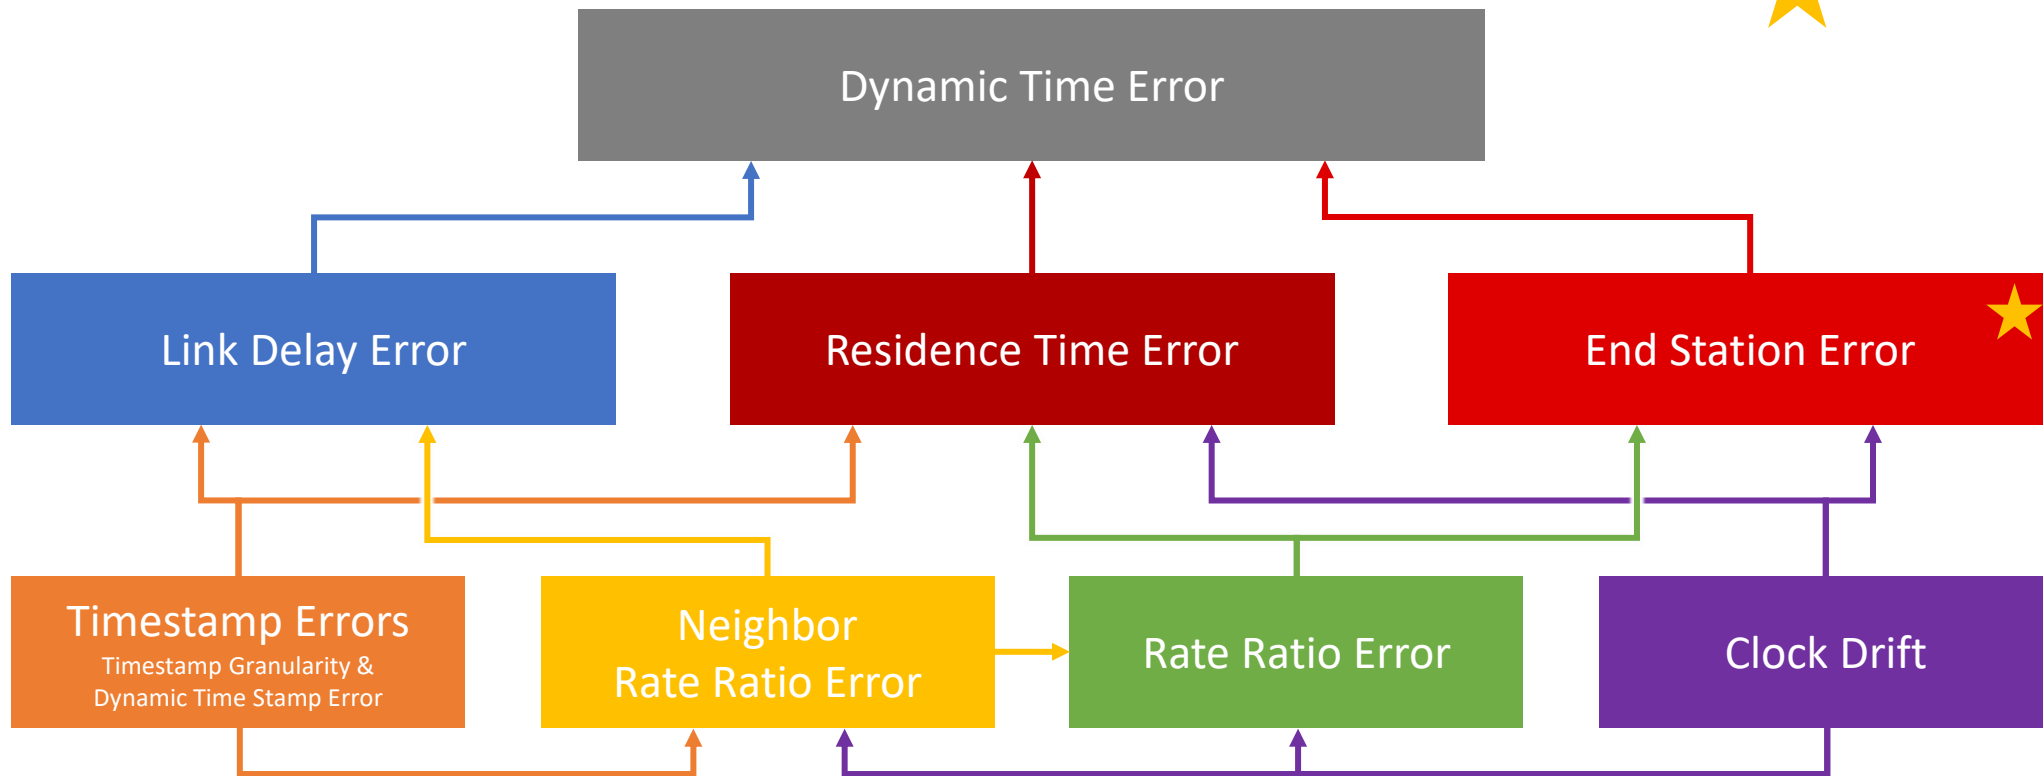 Dynamic Time Error
Link Delay Error
Residence Time Error
End Station Error
Timestamp Errors
Timestamp Granularity &
Dynamic Time Stamp Error
Neighbor
Rate Ratio Error
Rate Ratio Error
Clock Drift